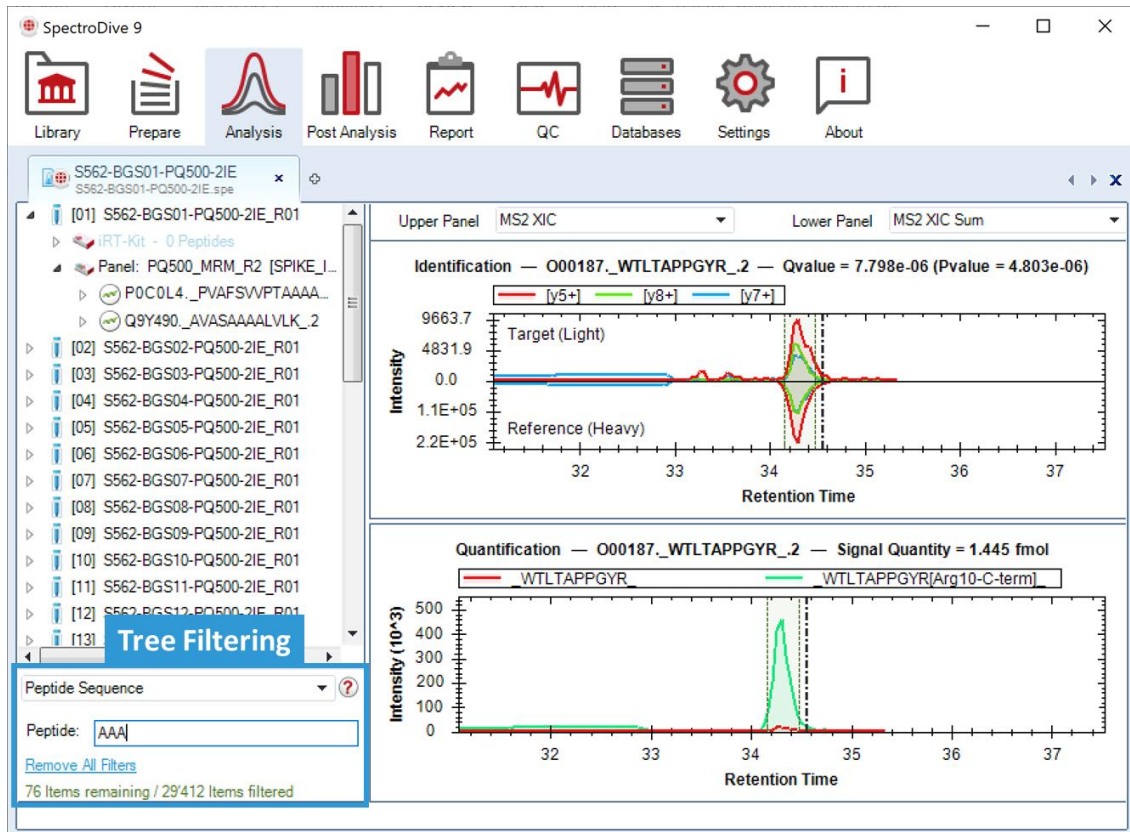 SpectroDive 9
Library Prepare Analysis Post Analysis Report QC Databases Settings About
S562-BGS01-PQ500-2IE
S562-BGS01-PQ500-2IE.spe
[01] S562-BGS01-PQ500-2IE_R01
iRT-Kit - 0 Peptides
Panel: PQ500_MRM_R2 [SPIKE_I...
P0C0L4._PVAFSVVPTAAAA...
Q9Y490._AVASAAAALVLK_.2
[02] S562-BGS02-PQ500-2IE_R01
[03] S562-BGS03-PQ500-2IE_R01
[04] S562-BGS04-PQ500-2IE_R01
[05] S562-BGS05-PQ500-2IE_R01
[06] S562-BGS06-PQ500-2IE_R01
[07] S562-BGS07-PQ500-2IE_R01
[08] S562-BGS08-PQ500-2IE_R01
[09] S562-BGS09-PQ500-2IE_R01
[10] S562-BGS10-PQ500-2IE_R01
[11] S562-BGS11-PQ500-2IE_R01
[12] S562-BGS12-PQ500-2IE_R01
[13]
Tree Filtering
Peptide Sequence
?
Peptide: AAA
Remove All Filters
76 Items remaining / 29'412 Items filtered
Upper Panel MS2 XIC Lower Panel MS2 XIC Sum
Identification — O00187._WTLTAPPGYR_.2 — Qvalue = 7.798e-06 (Pvalue = 4.803e-06)
[y5+] [y8+] [y7+]
Target (Light)
Reference (Heavy)
9663.7
4831.9
0.0
1.1E+05
2.2E+05
Intensity
32 33 34 35 36 37
Retention Time
Quantification — O00187._WTLTAPPGYR_.2 — Signal Quantity = 1.445 fmol
_WTLTAPPGYR_ _WTLTAPPGYR[Arg10-C-term]_
500
400
300
200
100
0
Intensity (10^3)
32 33 34 35 36 37
Retention Time